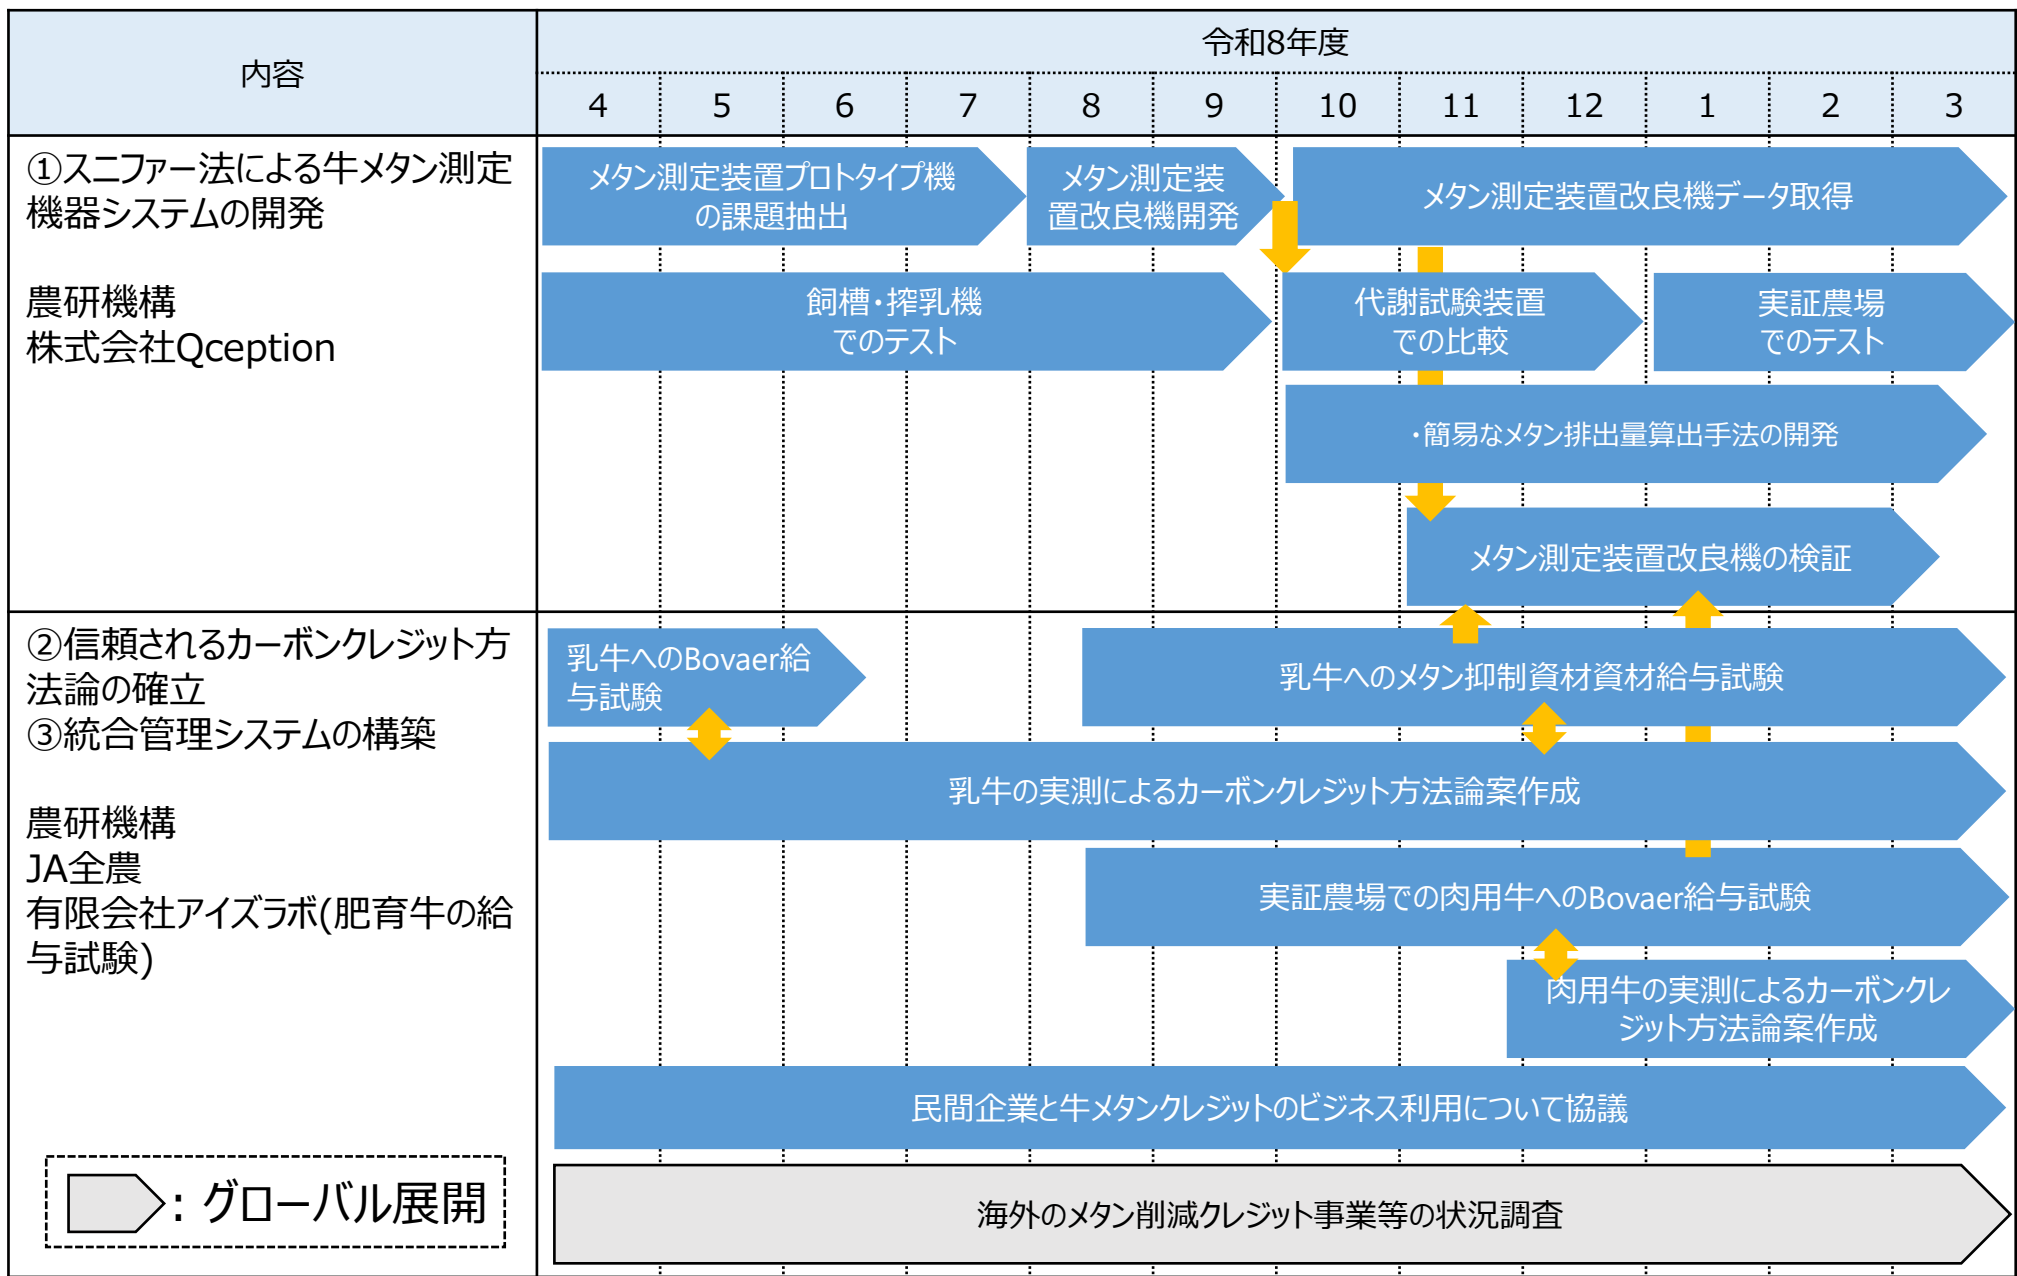 内容
令和8年度
4 5 6 7 8 9 10 11 12 1 2 3
①スニファー法による牛メタン測定
機器システムの開発
農研機構
株式会社Qception
メタン測定装置プロトタイプ機
の課題抽出
メタン測定装
置改良機開発
メタン測定装置改良機データ取得
飼槽・搾乳機
でのテスト
代謝試験装置
での比較
実証農場
でのテスト
・簡易なメタン排出量算出手法の開発
メタン測定装置改良機の検証
②信頼されるカーボンクレジット方
法論の確立
③統合管理システムの構築
農研機構
JA全農
有限会社アイズラボ(肥育牛の給
与試験)
乳牛へのBovaer給
与試験
乳牛へのメタン抑制資材資材給与試験
乳牛の実測によるカーボンクレジット方法論案作成
実証農場での肉用牛へのBovaer給与試験
肉用牛の実測によるカーボンクレ
ジット方法論案作成
民間企業と牛メタンクレジットのビジネス利用について協議
海外のメタン削減クレジット事業等の状況調査
：グローバル展開